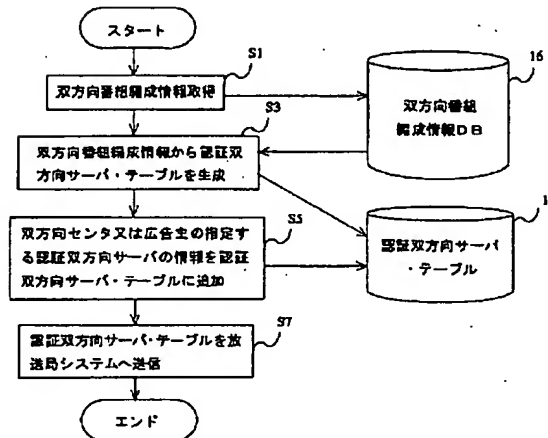 スタート
S1
双方向番組編成情報取得
16
双方向番組
編成情報DB
S3
双方向番組編成情報から認証双
方向サーバ・テーブルを生成
S5
双方向センタ又は広告主の指定す
る認証双方向サーバの情報を認証
双方向サーバ・テーブルに追加
1
認証双方向サーバ
・テーブル
S7
認証双方向サーバ・テーブルを放
送局システムへ送信
エンド